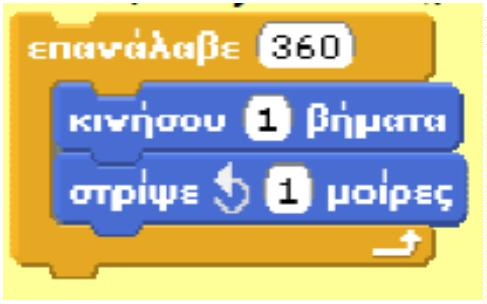 επανάλαβε 360
κινήσου 1 βήματα
στρίψε 1 μοίρες